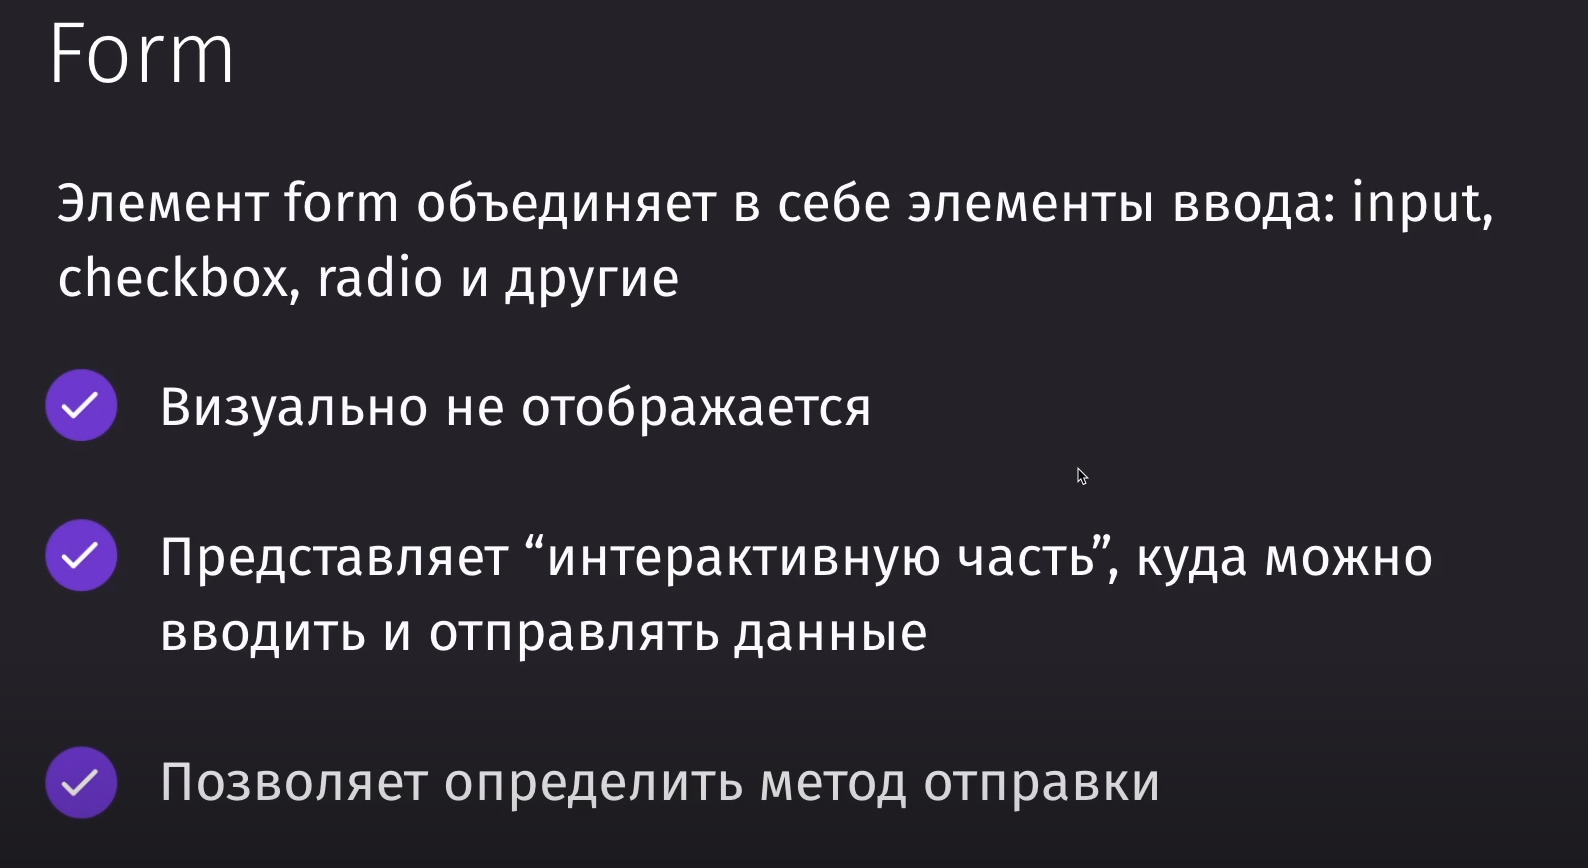 Form
Элемент form объединяет в себе элементы ввода: input,
checkbox, radio и другие
Визуально не отображается
Представляет “интерактивную часть”, куда можно
вводить и отправлять данные
Позволяет определить метод отправки